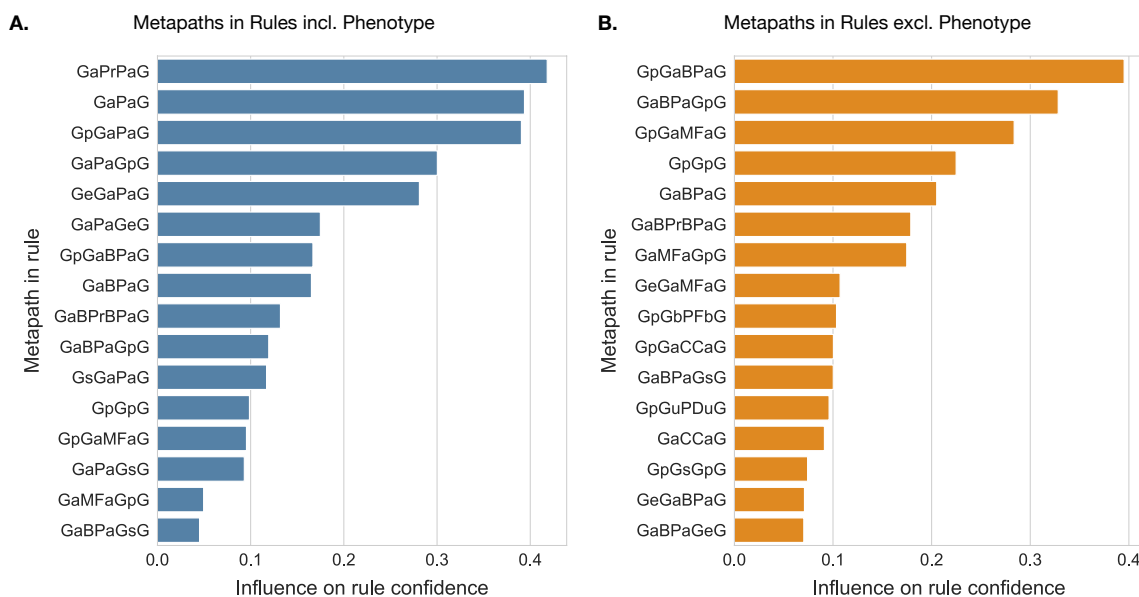 A.
Metapaths in Rules incl. Phenotype
Metapath in rule
GaPrPaG
GaPaG
GpGaPaG
GaPaGpG
GeGaPaG
GaPaGeG
GpGaBPaG
GaBPaG
GaBPrBPaG
GaBPaGpG
GsGaPaG
GpGpG
GpGaMFaG
GaPaGsG
GaMFaGpG
GaBPaGsG
0.0 0.1 0.2 0.3 0.4
Influence on rule confidence
B.
Metapaths in Rules excl. Phenotype
Metapath in rule
GpGaBPaG
GaBPaGpG
GpGaMFaG
GpGpG
GaBPaG
GaBPrBPaG
GaMFaGpG
GeGaMFaG
GpGbPFbG
GpGaCCaG
GaBPaGsG
GpGuPDuG
GaCCaG
GpGsGpG
GeGaBPaG
GaBPaGeG
0.0 0.1 0.2 0.3 0.4
Influence on rule confidence